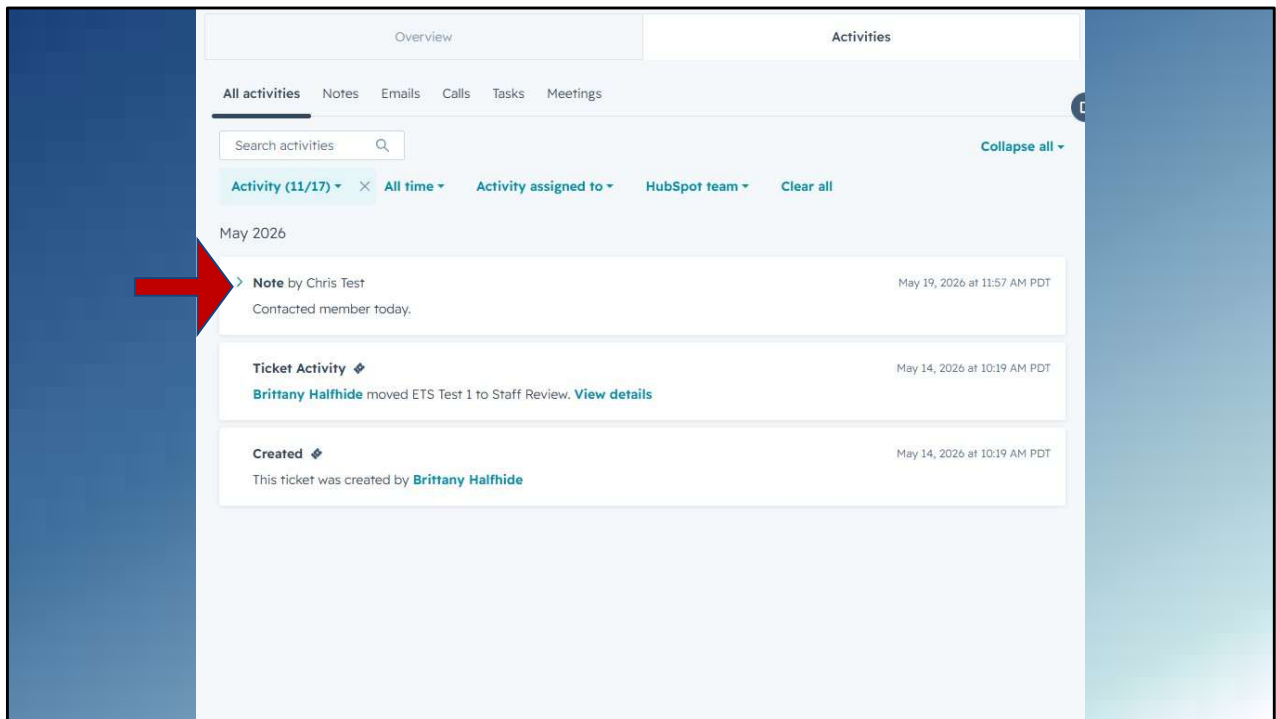 Overview
Activities
All activities Notes Emails Calls Tasks Meetings
Search activities
Collapse all
Activity (11/17) All time Activity assigned to HubSpot team Clear all
May 2026
Note by Chris Test May 19, 2026 at 11:57 AM PDT
Contacted member today.
Ticket Activity May 14, 2026 at 10:19 AM PDT
Brittany Halfhide moved ETS Test 1 to Staff Review. View details
Created May 14, 2026 at 10:19 AM PDT
This ticket was created by Brittany Halfhide